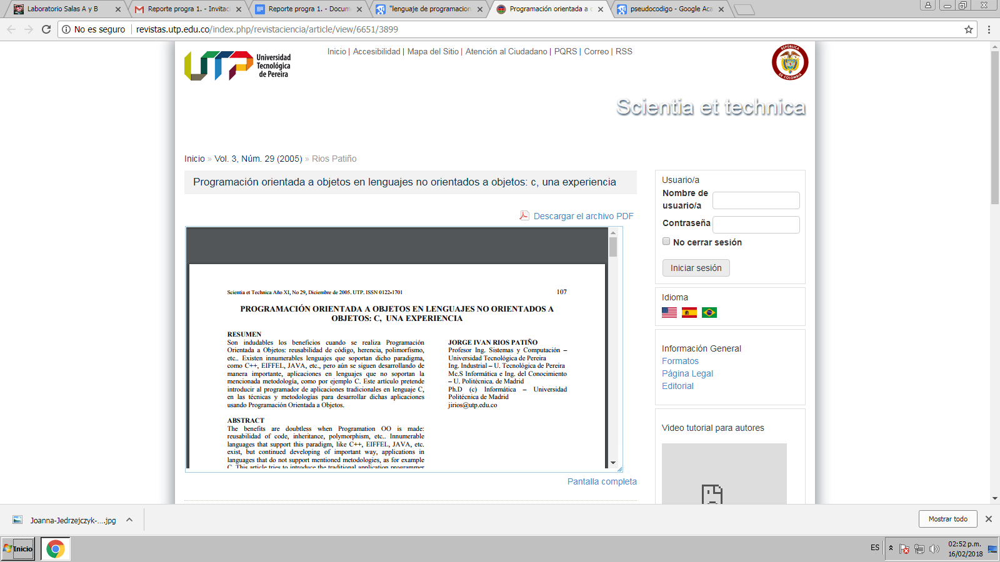 Laboratorio Salas A y B
Reporte progra 1. - Invitac
Reporte progra 1. - Docum
"lenguaje de programacion
Programación orientada a o
pseudocodigo - Google Aca
No es seguro
revistas.utp.edu.co/index.php/revistaciencia/article/view/6651/3899
UTP
Universidad
Tecnológica
de Pereira
Inicio | Accesibilidad | Mapa del Sitio | Atención al Ciudadano | PQRS | Correo | RSS
REPÚBLICA
DE COLOMBIA
Scientia et technica
Inicio » Vol. 3, Núm. 29 (2005) » Rios Patiño
Programación orientada a objetos en lenguajes no orientados a objetos: c, una experiencia
Descargar el archivo PDF
Scientia et Technica Año XI, No 29, Diciembre de 2005. UTP. ISSN 0122-1701
107
PROGRAMACIÓN ORIENTADA A OBJETOS EN LENGUAJES NO ORIENTADOS A
OBJETOS: C, UNA EXPERIENCIA
RESUMEN
Son indudables los beneficios cuando se realiza Programación
Orientada a Objetos: reusabilidad de código, herencia, polimorfismo,
etc.. Existen innumerables lenguajes que soportan dicho paradigma,
como C++, EIFFEL, JAVA, etc., pero aún se siguen desarrollando de
manera importante, aplicaciones en lenguajes que no soportan la
mencionada metodología, como por ejemplo C. Este artículo pretende
introducir al programador de aplicaciones tradicionales en lenguaje C,
en las técnicas y metodologías para desarrollar dichas aplicaciones
usando Programación Orientada a Objetos.
ABSTRACT
The benefits are doubtless when Programation OO is made:
reusabilidad of code, inheritance, polymorphism, etc.. Innumerable
languages that support this paradigm, like C++, EIFFEL, JAVA, etc.
exist, but continued developing of important way, applications in
languages that do not support mentioned metodologies, as for example
C. This article tries to introduce the traditional application programmer
JORGE IVAN RIOS PATIÑO
Profesor Ing. Sistemas y Computación –
Universidad Tecnológica de Pereira
Ing. Industrial – U. Tecnológica de Pereira
Mc.S Informática e Ing. del Conocimiento
– U. Politécnica. de Madrid
Ph.D (c) Informática – Universidad
Politécnica de Madrid
jirios@utp.edu.co
Pantalla completa
Usuario/a
Nombre de
usuario/a
Contraseña
No cerrar sesión
Iniciar sesión
Idioma
Información General
Formatos
Página Legal
Editorial
Video tutorial para autores
Joanna-Jedrzejczyk-....jpg
Mostrar todo
Inicio
ES
02:52 p.m.
16/02/2018